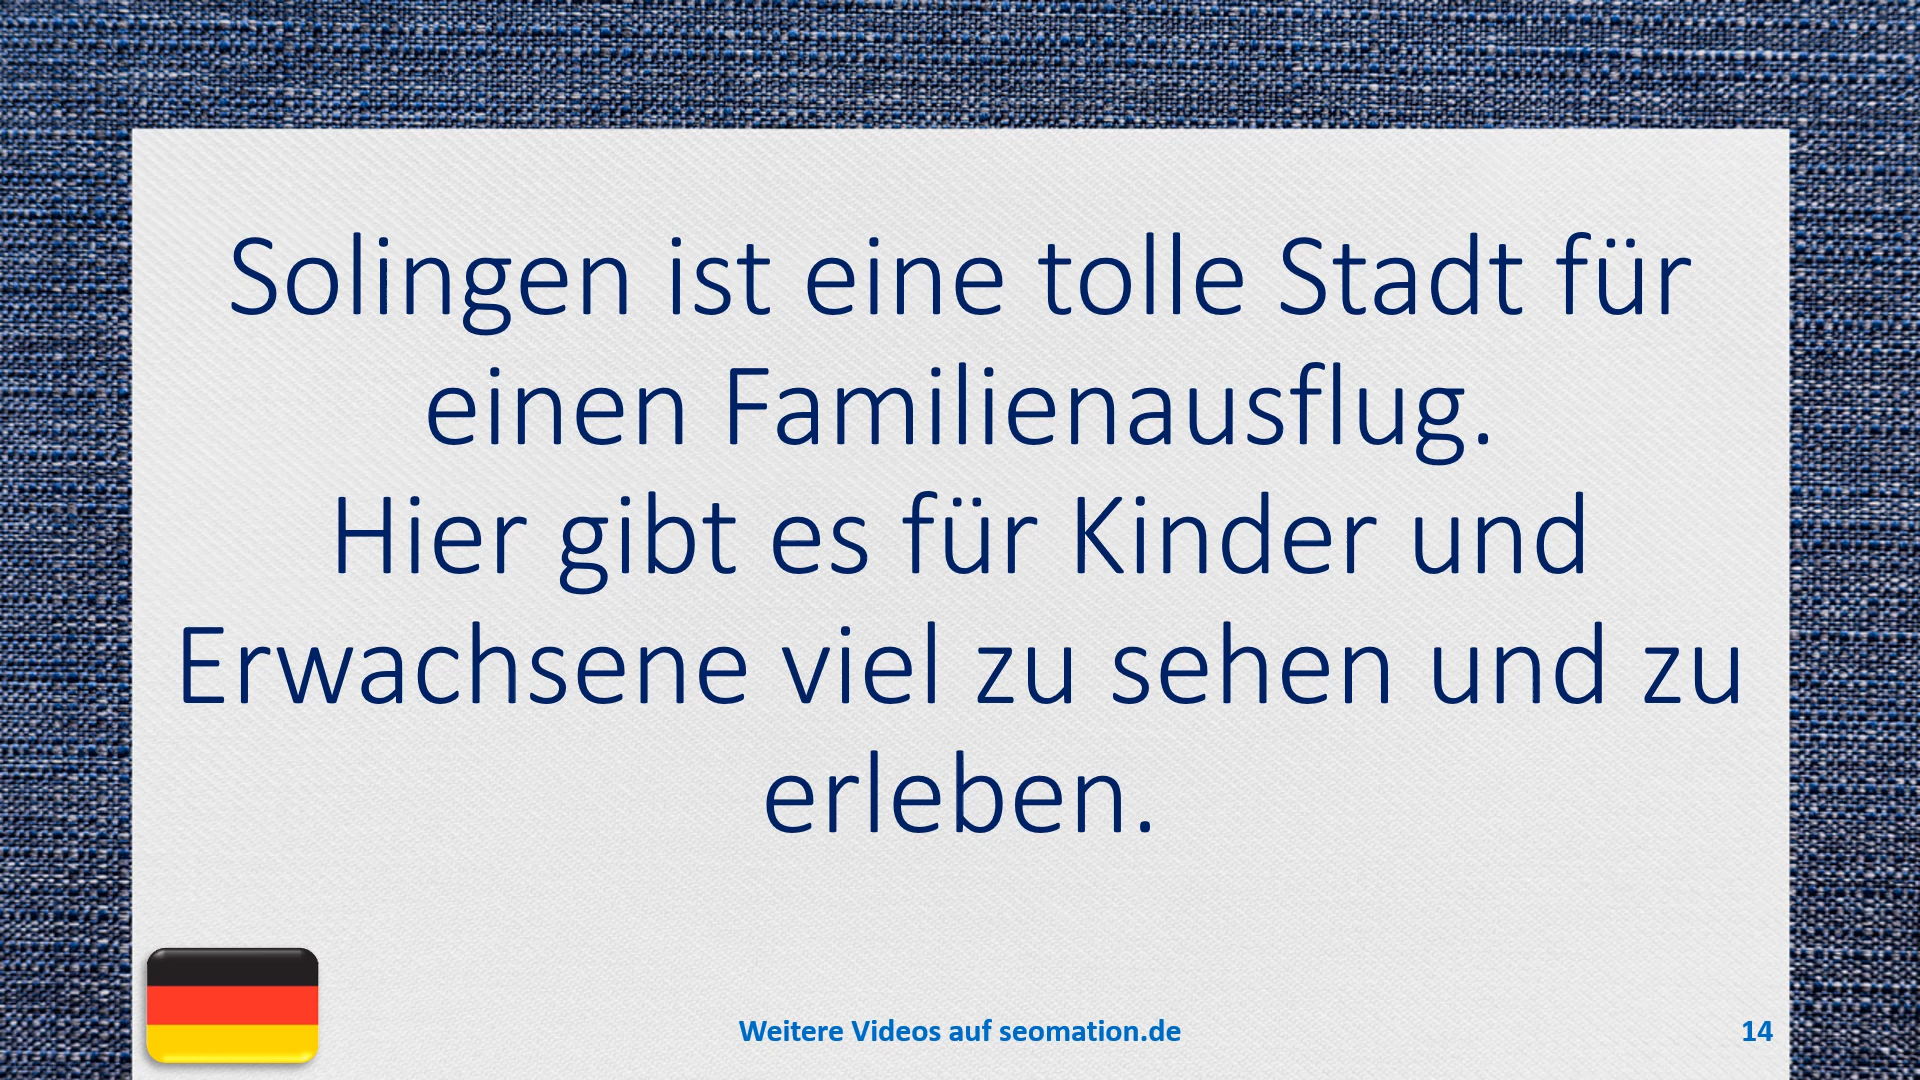 Solingen ist eine tolle Stadt für
einen Familienausflug.
Hier gibt es für Kinder und
Erwachsene viel zu sehen und zu
erleben.
Weitere Videos auf seomation.de
14